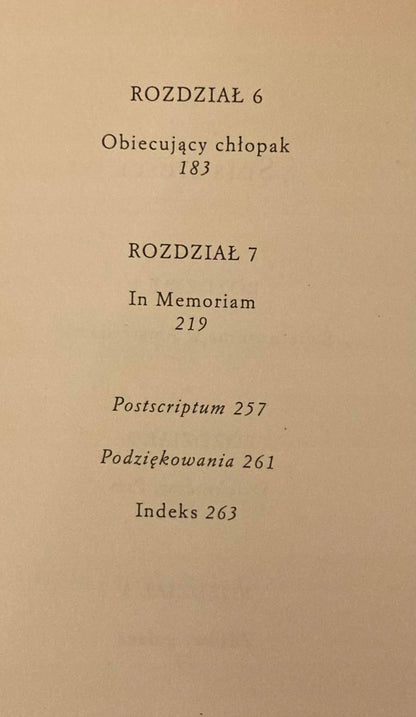 ROZDZIAŁ 6
Obiecujący chłopak
183
ROZDZIAŁ 7
In Memoriam
219
Postscriptum 257
Podziękowania 261
Indeks 263